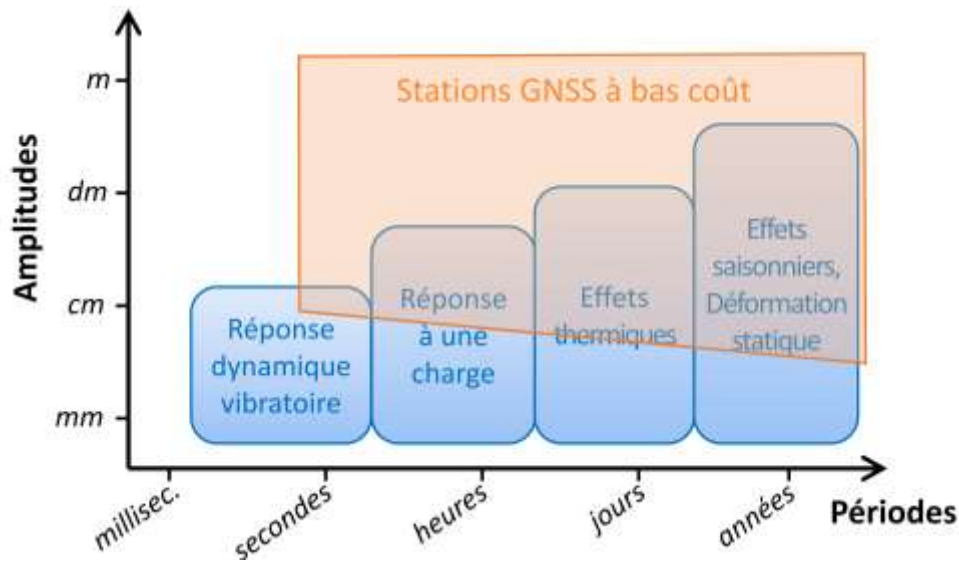 Stations GNSS à bas coût
Amplitudes
m
dm
cm
mm
Réponse
dynamique
vibratoire
Réponse
à une
charge
Effets
thermiques
Effets
saisonniers,
Déformation
statique
millisec.
secondes
heures
jours
années
Périodes